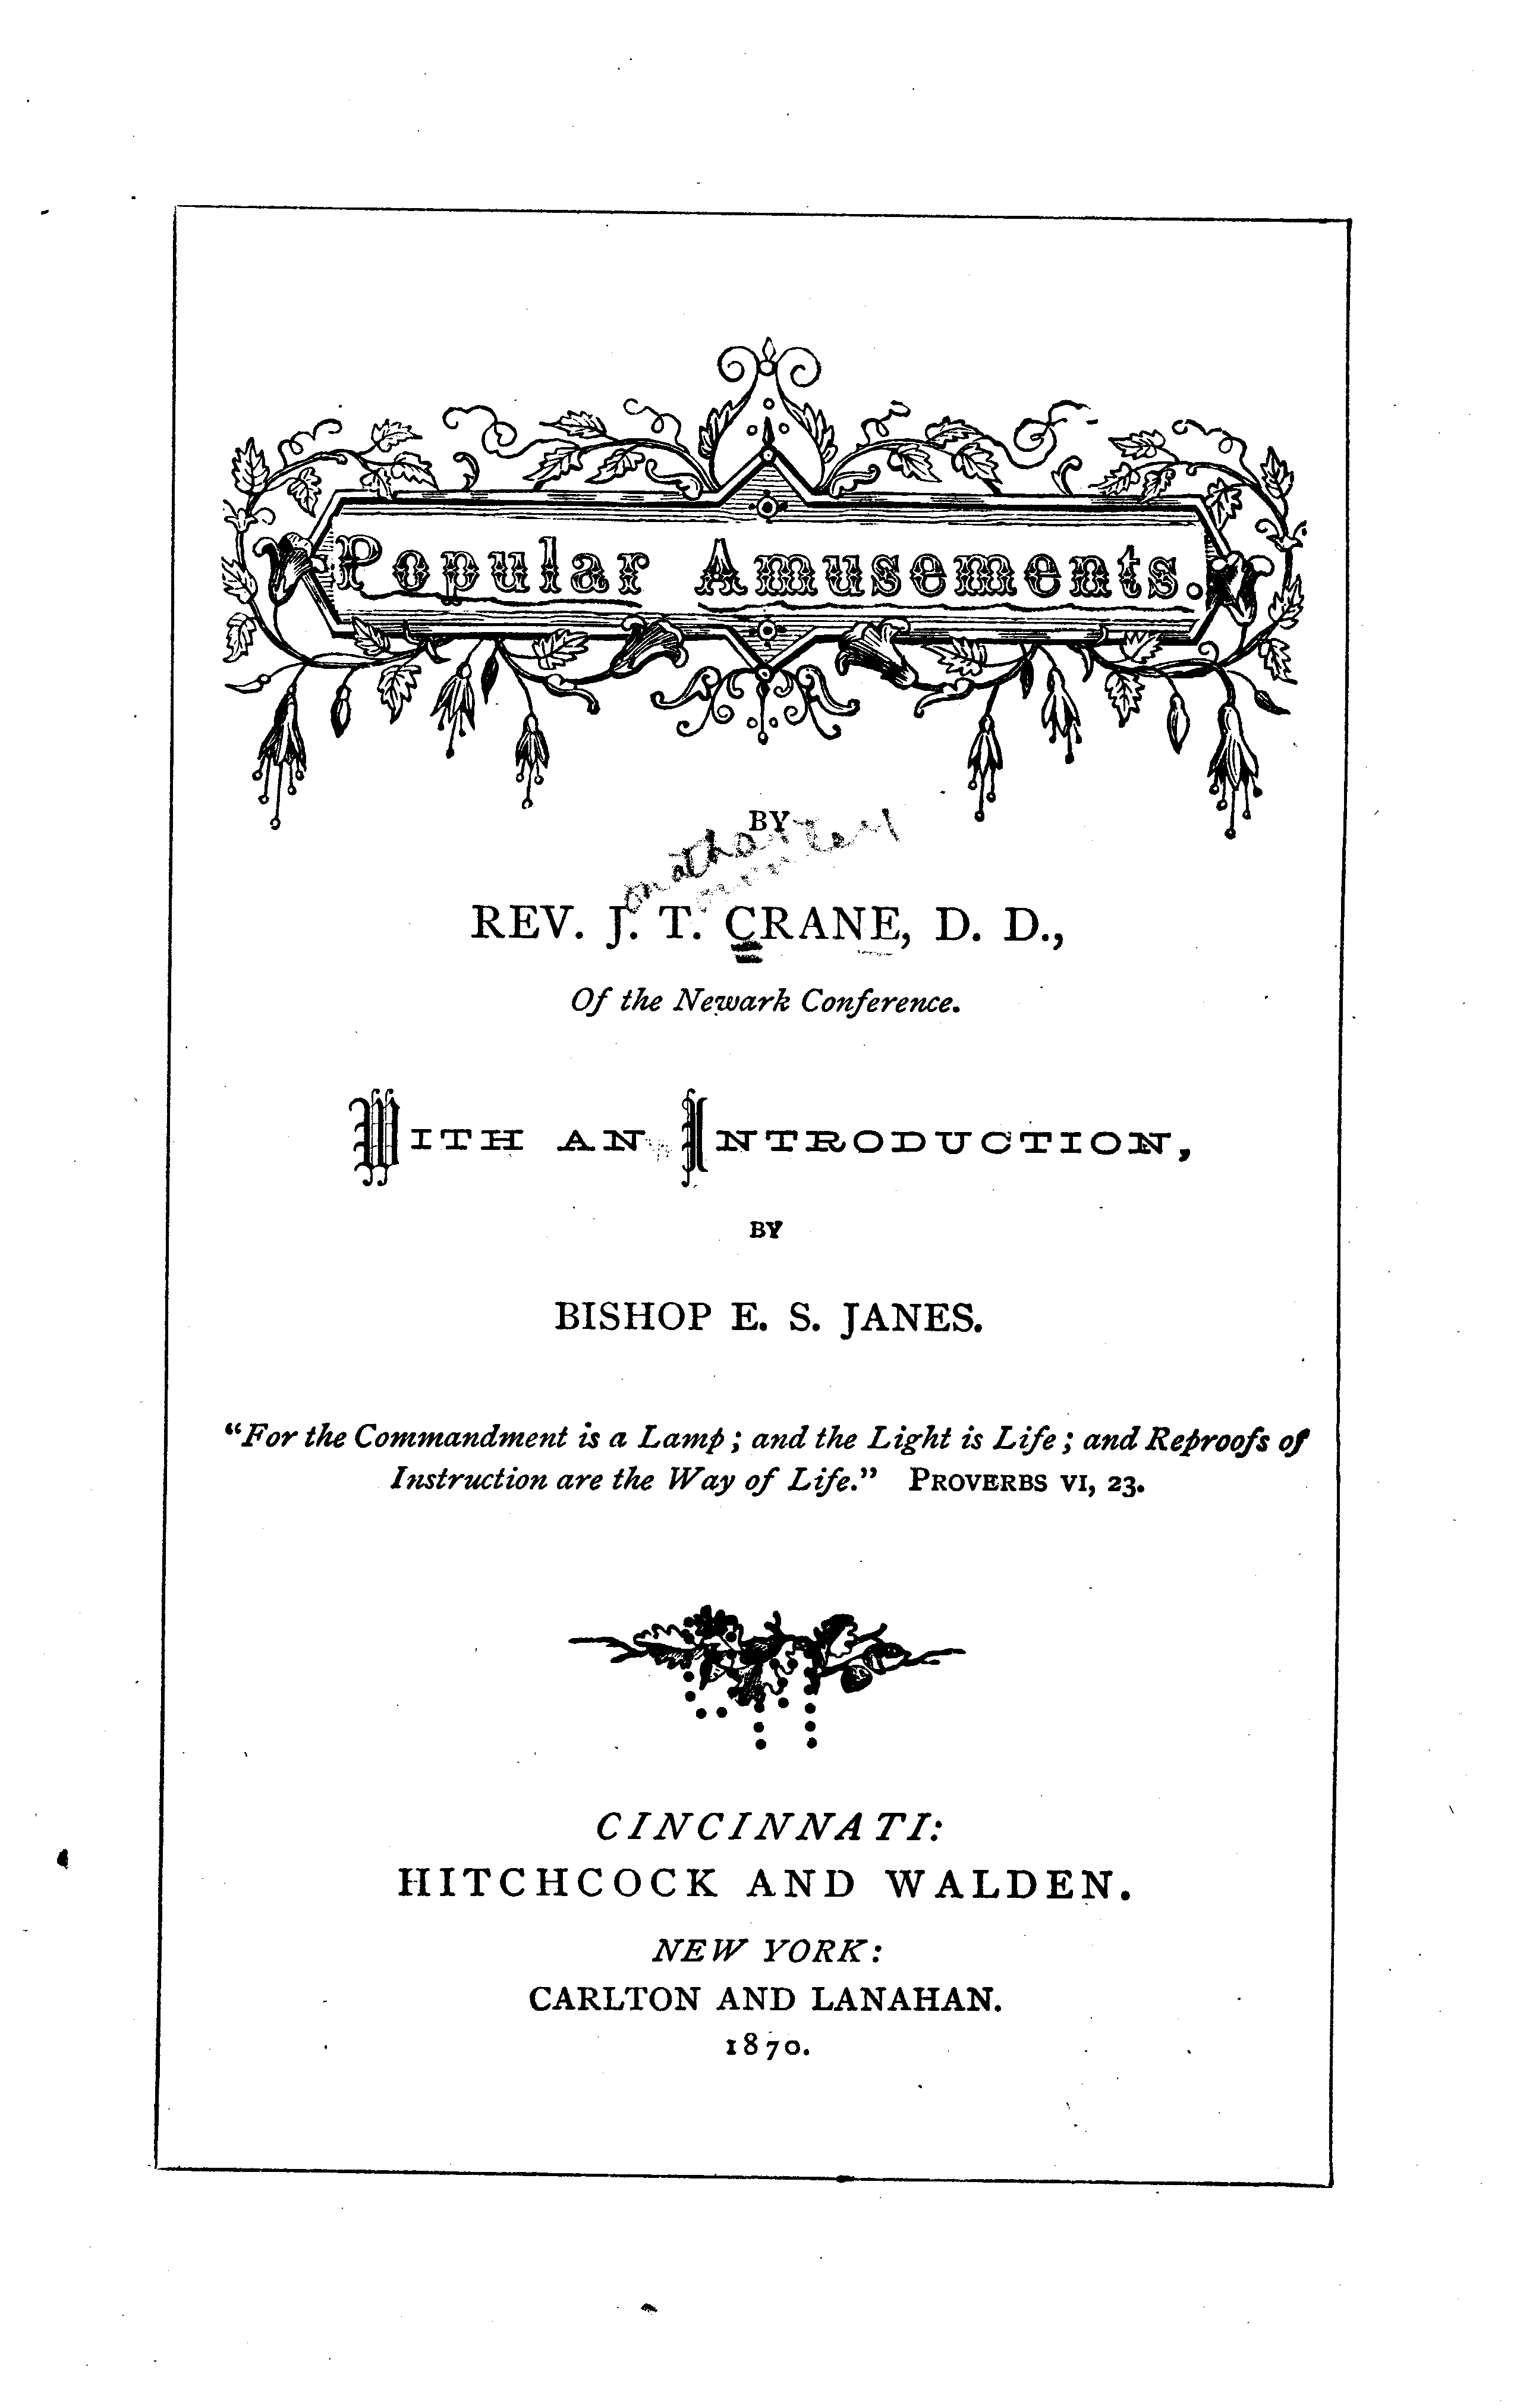 Popular Amusements.
BY
REV. J. T. CRANE, D. D.,
Of the Newark Conference.
WITH AN INTRODUCTION,
BY
BISHOP E. S. JANES.
"For the Commandment is a Lamp; and the Light is Life; and Reproofs of
Instruction are the Way of Life." PROVERBS VI, 23.
CINCINNATI:
HITCHCOCK AND WALDEN.
NEW YORK:
CARLTON AND LANAHAN.
1870.